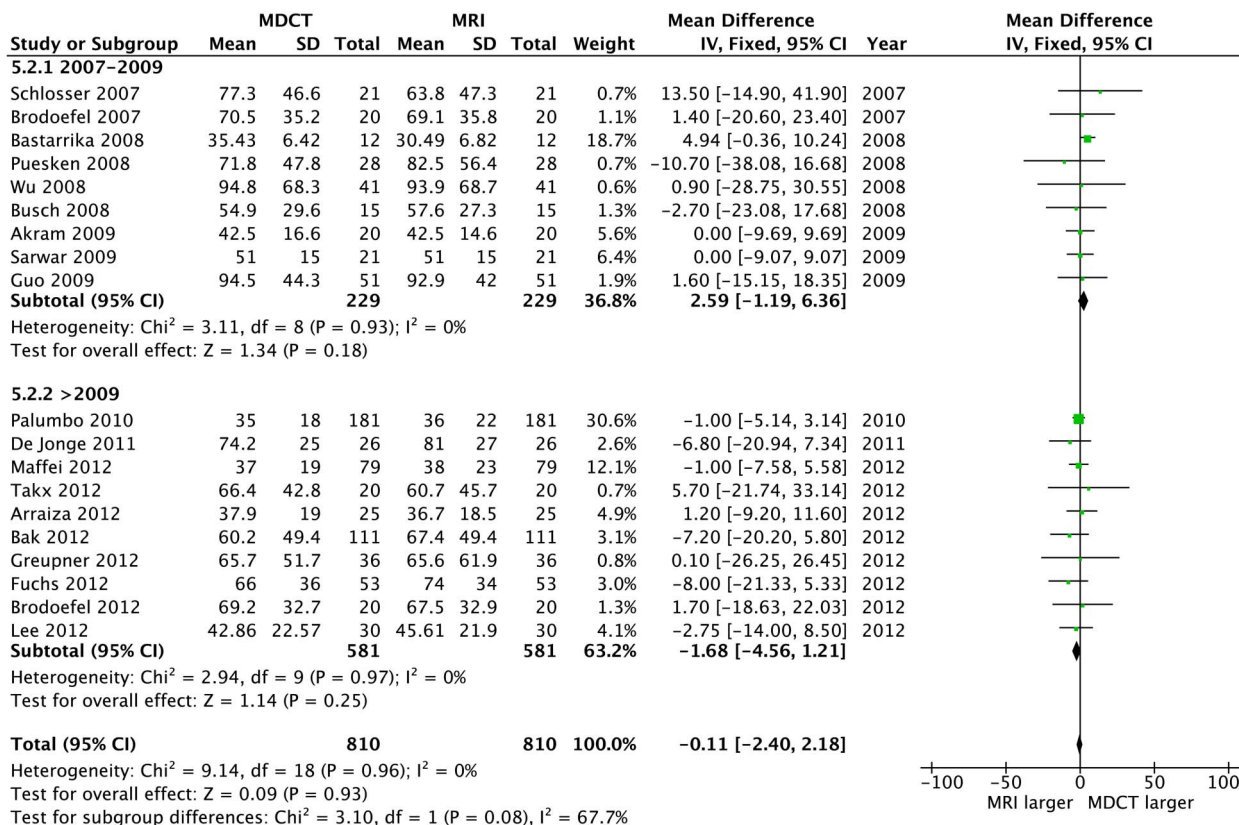 MDCT MRI Mean Difference Mean Difference
Study or Subgroup Mean SD Total Mean SD Total Weight IV, Fixed, 95% CI Year IV, Fixed, 95% CI
5.2.1 2007-2009
Schlosser 2007 77.3 46.6 21 63.8 47.3 21 0.7% 13.50 [-14.90, 41.90] 2007
Brodoefel 2007 70.5 35.2 20 69.1 35.8 20 1.1% 1.40 [-20.60, 23.40] 2007
Bastarrika 2008 35.43 6.42 12 30.49 6.82 12 18.7% 4.94 [-0.36, 10.24] 2008
Puesken 2008 71.8 47.8 28 82.5 56.4 28 0.7% -10.70 [-38.08, 16.68] 2008
Wu 2008 94.8 68.3 41 93.9 68.7 41 0.6% 0.90 [-28.75, 30.55] 2008
Busch 2008 54.9 29.6 15 57.6 27.3 15 1.3% -2.70 [-23.08, 17.68] 2008
Akram 2009 42.5 16.6 20 42.5 14.6 20 5.6% 0.00 [-9.69, 9.69] 2009
Sarwar 2009 51 15 21 51 15 21 6.4% 0.00 [-9.07, 9.07] 2009
Guo 2009 94.5 44.3 51 92.9 42 51 1.9% 1.60 [-15.15, 18.35] 2009
Subtotal (95% CI) 229 229 36.8% 2.59 [-1.19, 6.36]
Heterogeneity: Chi² = 3.11, df = 8 (P = 0.93); I² = 0%
Test for overall effect: Z = 1.34 (P = 0.18)
5.2.2 >2009
Palumbo 2010 35 18 181 36 22 181 30.6% -1.00 [-5.14, 3.14] 2010
De Jonge 2011 74.2 25 26 81 27 26 2.6% -6.80 [-20.94, 7.34] 2011
Maffei 2012 37 19 79 38 23 79 12.1% -1.00 [-7.58, 5.58] 2012
Takx 2012 66.4 42.8 20 60.7 45.7 20 0.7% 5.70 [-21.74, 33.14] 2012
Arraiza 2012 37.9 19 25 36.7 18.5 25 4.9% 1.20 [-9.20, 11.60] 2012
Bak 2012 60.2 49.4 111 67.4 49.4 111 3.1% -7.20 [-20.20, 5.80] 2012
Greupner 2012 65.7 51.7 36 65.6 61.9 36 0.8% 0.10 [-26.25, 26.45] 2012
Fuchs 2012 66 36 53 74 34 53 3.0% -8.00 [-21.33, 5.33] 2012
Brodoefel 2012 69.2 32.7 20 67.5 32.9 20 1.3% 1.70 [-18.63, 22.03] 2012
Lee 2012 42.86 22.57 30 45.61 21.9 30 4.1% -2.75 [-14.00, 8.50] 2012
Subtotal (95% CI) 581 581 63.2% -1.68 [-4.56, 1.21]
Heterogeneity: Chi² = 2.94, df = 9 (P = 0.97); I² = 0%
Test for overall effect: Z = 1.14 (P = 0.25)
Total (95% CI) 810 810 100.0% -0.11 [-2.40, 2.18]
Heterogeneity: Chi² = 9.14, df = 18 (P = 0.96); I² = 0%
Test for overall effect: Z = 0.09 (P = 0.93)
Test for subgroup differences: Chi² = 3.10, df = 1 (P = 0.08), I² = 67.7%
-100 -50 0 50 100
MRI larger MDCT larger